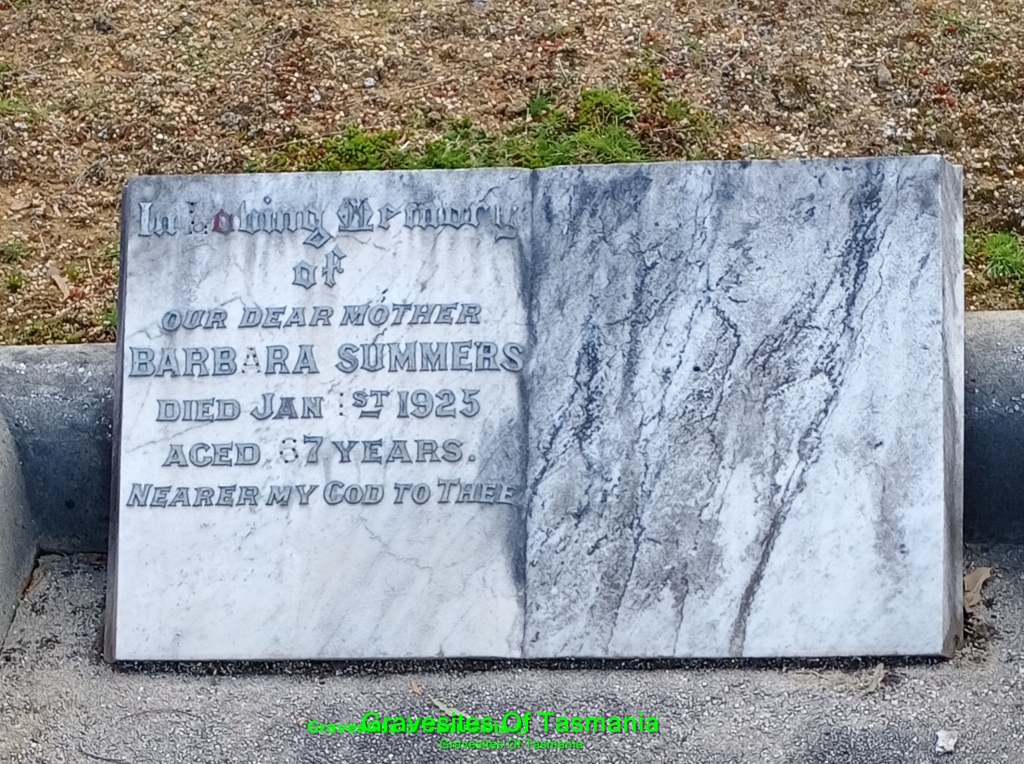 In Loving Memory
of
OUR DEAR MOTHER
BARBARA SUMMERS
DIED JAN 1ST 1925
AGED 67 YEARS.
NEARER MY GOD TO THEE
Gravesites Of Tasmania
Gravesites Of Tasmania